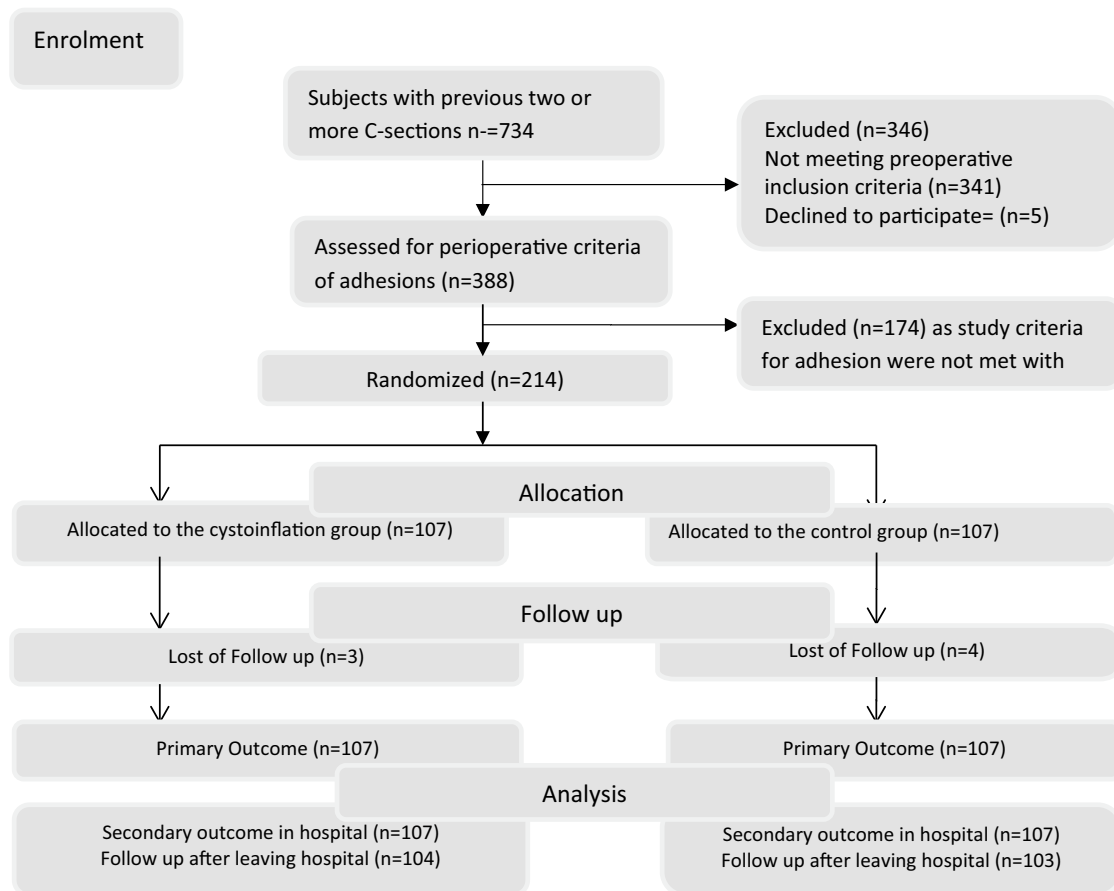 Enrolment
Subjects with previous two or
more C-sections n-=734
Excluded (n=346)
Not meeting preoperative
inclusion criteria (n=341)
Declined to participate= (n=5)
Assessed for perioperative criteria
of adhesions (n=388)
Excluded (n=174) as study criteria
for adhesion were not met with
Randomized (n=214)
Allocation
Allocated to the cystoinflation group (n=107)
Allocated to the control group (n=107)
Follow up
Lost of Follow up (n=3)
Lost of Follow up (n=4)
Primary Outcome (n=107)
Primary Outcome (n=107)
Analysis
Secondary outcome in hospital (n=107)
Follow up after leaving hospital (n=104)
Secondary outcome in hospital (n=107)
Follow up after leaving hospital (n=103)